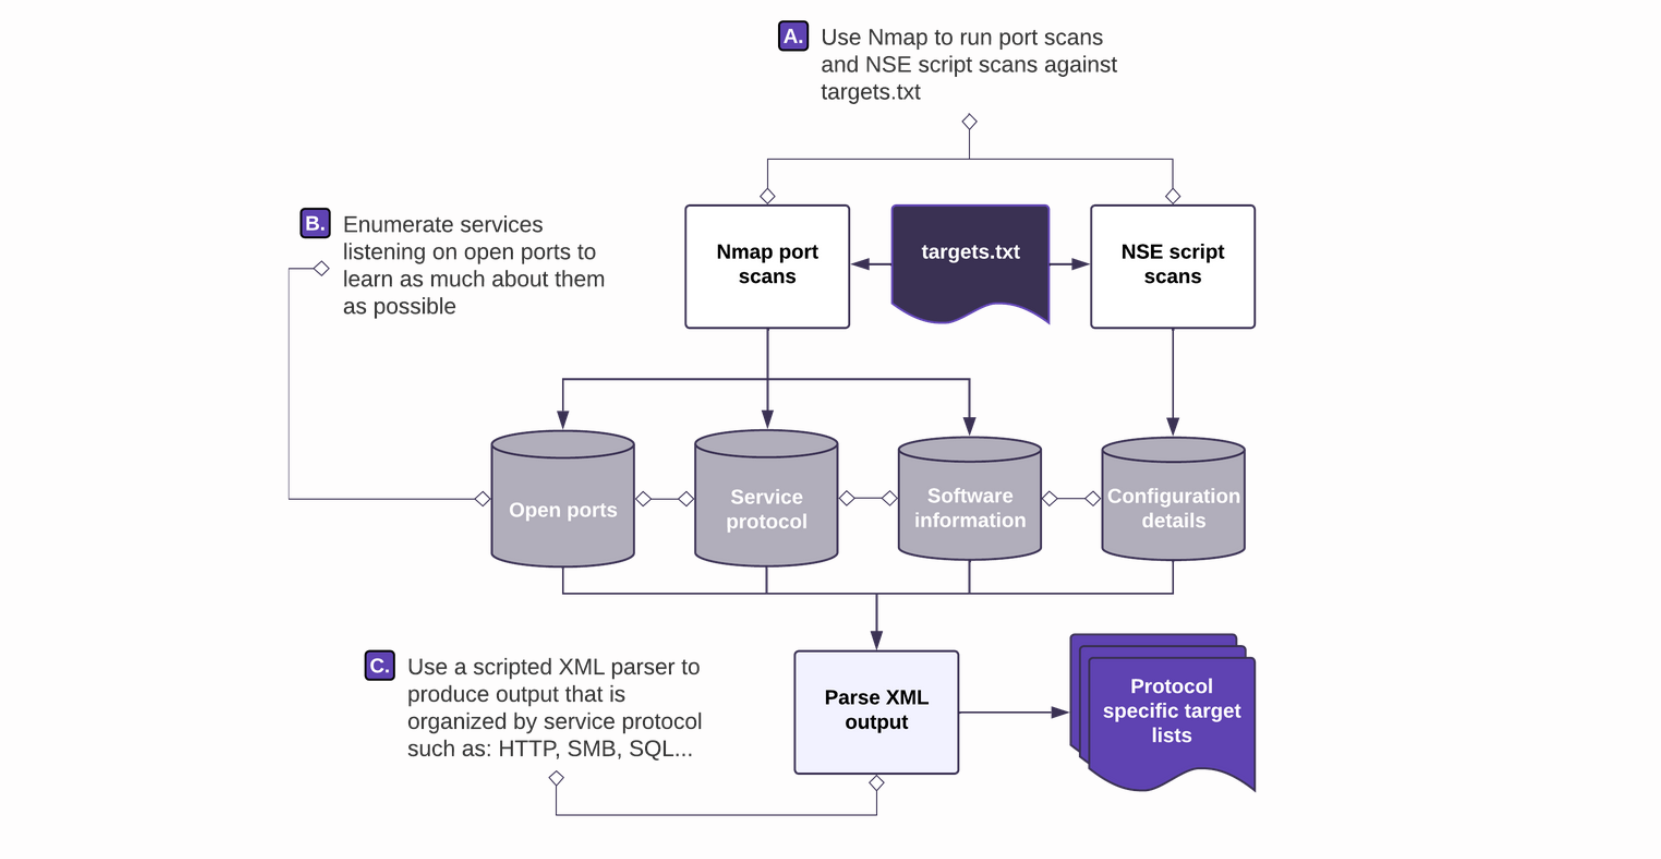 A.
Use Nmap to run port scans
and NSE script scans against
targets.txt
B.
Enumerate services
listening on open ports to
learn as much about them
as possible
Nmap port
scans
targets.txt
NSE script
scans
Open ports
Service
protocol
Software
information
Configuration
details
C.
Use a scripted XML parser to
produce output that is
organized by service protocol
such as: HTTP, SMB, SQL...
Parse XML
output
Protocol
specific target
lists